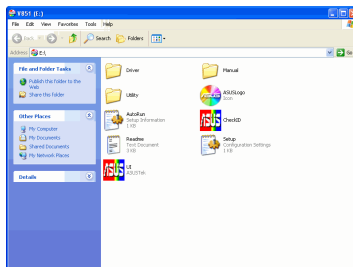 V851 (E:)
File Edit View Favorites Tools Help
Back Search Folders
Address E:\
File and Folder Tasks
Publish this folder to the
Web
Share this folder
Other Places
My Computer
My Documents
Shared Documents
My Network Places
Details
Driver
Manual
Utility
ASUSLogo
Icon
AutoRun
Setup Information
1 KB
CheckID
Readme
Text Document
3 KB
Setup
Configuration Settings
1 KB
UI
ASUSTek